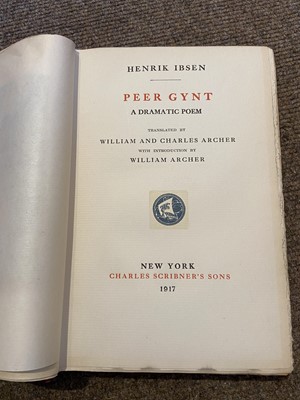 HENRIK IBSEN
PEER GYNT
A DRAMATIC POEM
TRANSLATED BY
WILLIAM AND CHARLES ARCHER
WITH INTRODUCTION BY
WILLIAM ARCHER
NEW YORK
CHARLES SCRIBNER'S SONS
1917